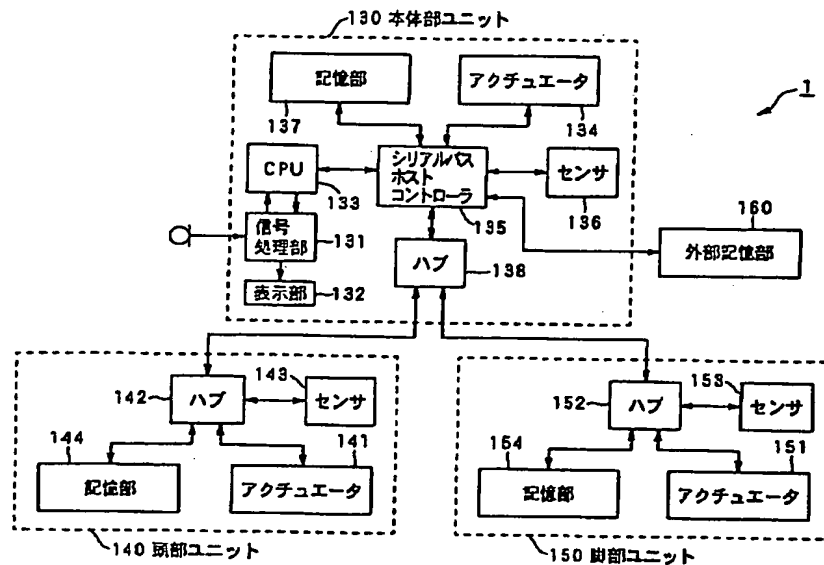 130 本体部ユニット
記憶部
137
アクチュエータ
134
1
CPU
133
シリアルバス
ホスト
コントローラ
135
センサ
136
信号
処理部
131
ハブ
138
160
外部記憶部
表示部
132
142
ハブ
143
センサ
144
記憶部
141
アクチュエータ
140 頭部ユニット
152
ハブ
153
センサ
154
記憶部
151
アクチュエータ
150 脚部ユニット